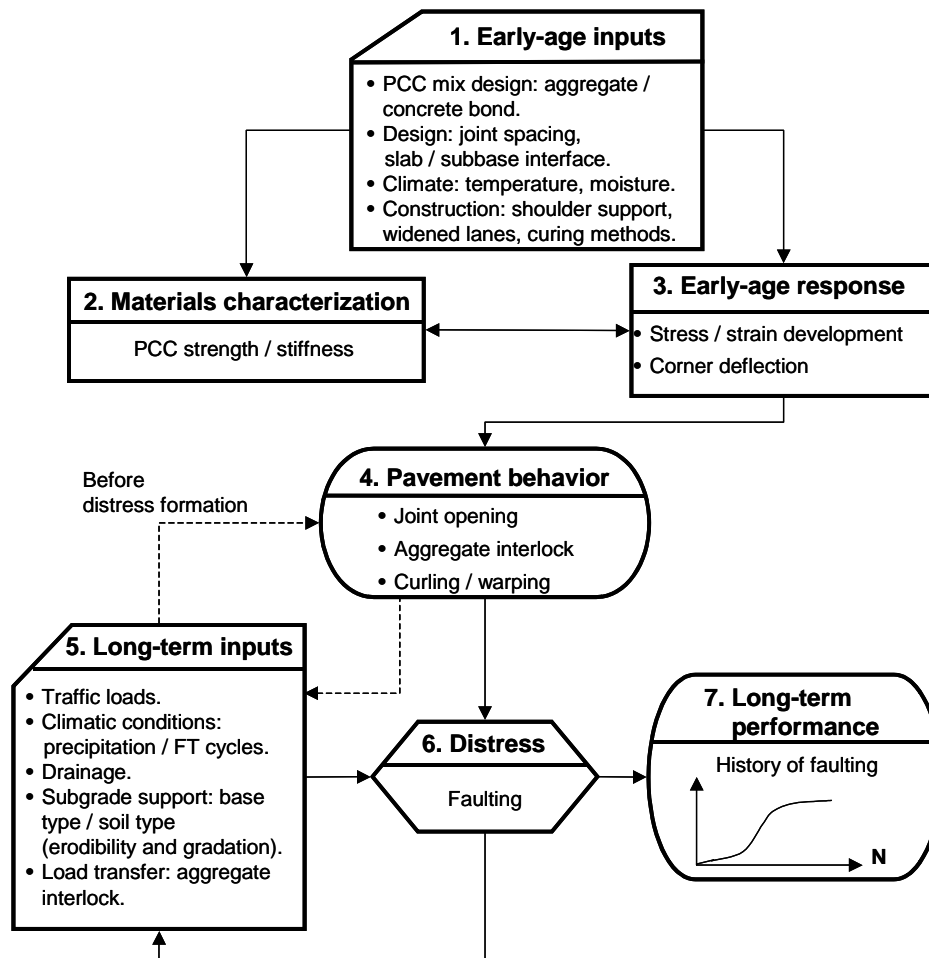 1. Early-age inputs
• PCC mix design: aggregate /
concrete bond.
• Design: joint spacing,
slab / subbase interface.
• Climate: temperature, moisture.
• Construction: shoulder support,
widened lanes, curing methods.
2. Materials characterization
PCC strength / stiffness
3. Early-age response
• Stress / strain development
• Corner deflection
Before
distress formation
4. Pavement behavior
• Joint opening
• Aggregate interlock
• Curling / warping
5. Long-term inputs
• Traffic loads.
• Climatic conditions:
precipitation / FT cycles.
• Drainage.
• Subgrade support: base
type / soil type
(erodibility and gradation).
• Load transfer: aggregate
interlock.
6. Distress
Faulting
7. Long-term
performance
History of faulting
N